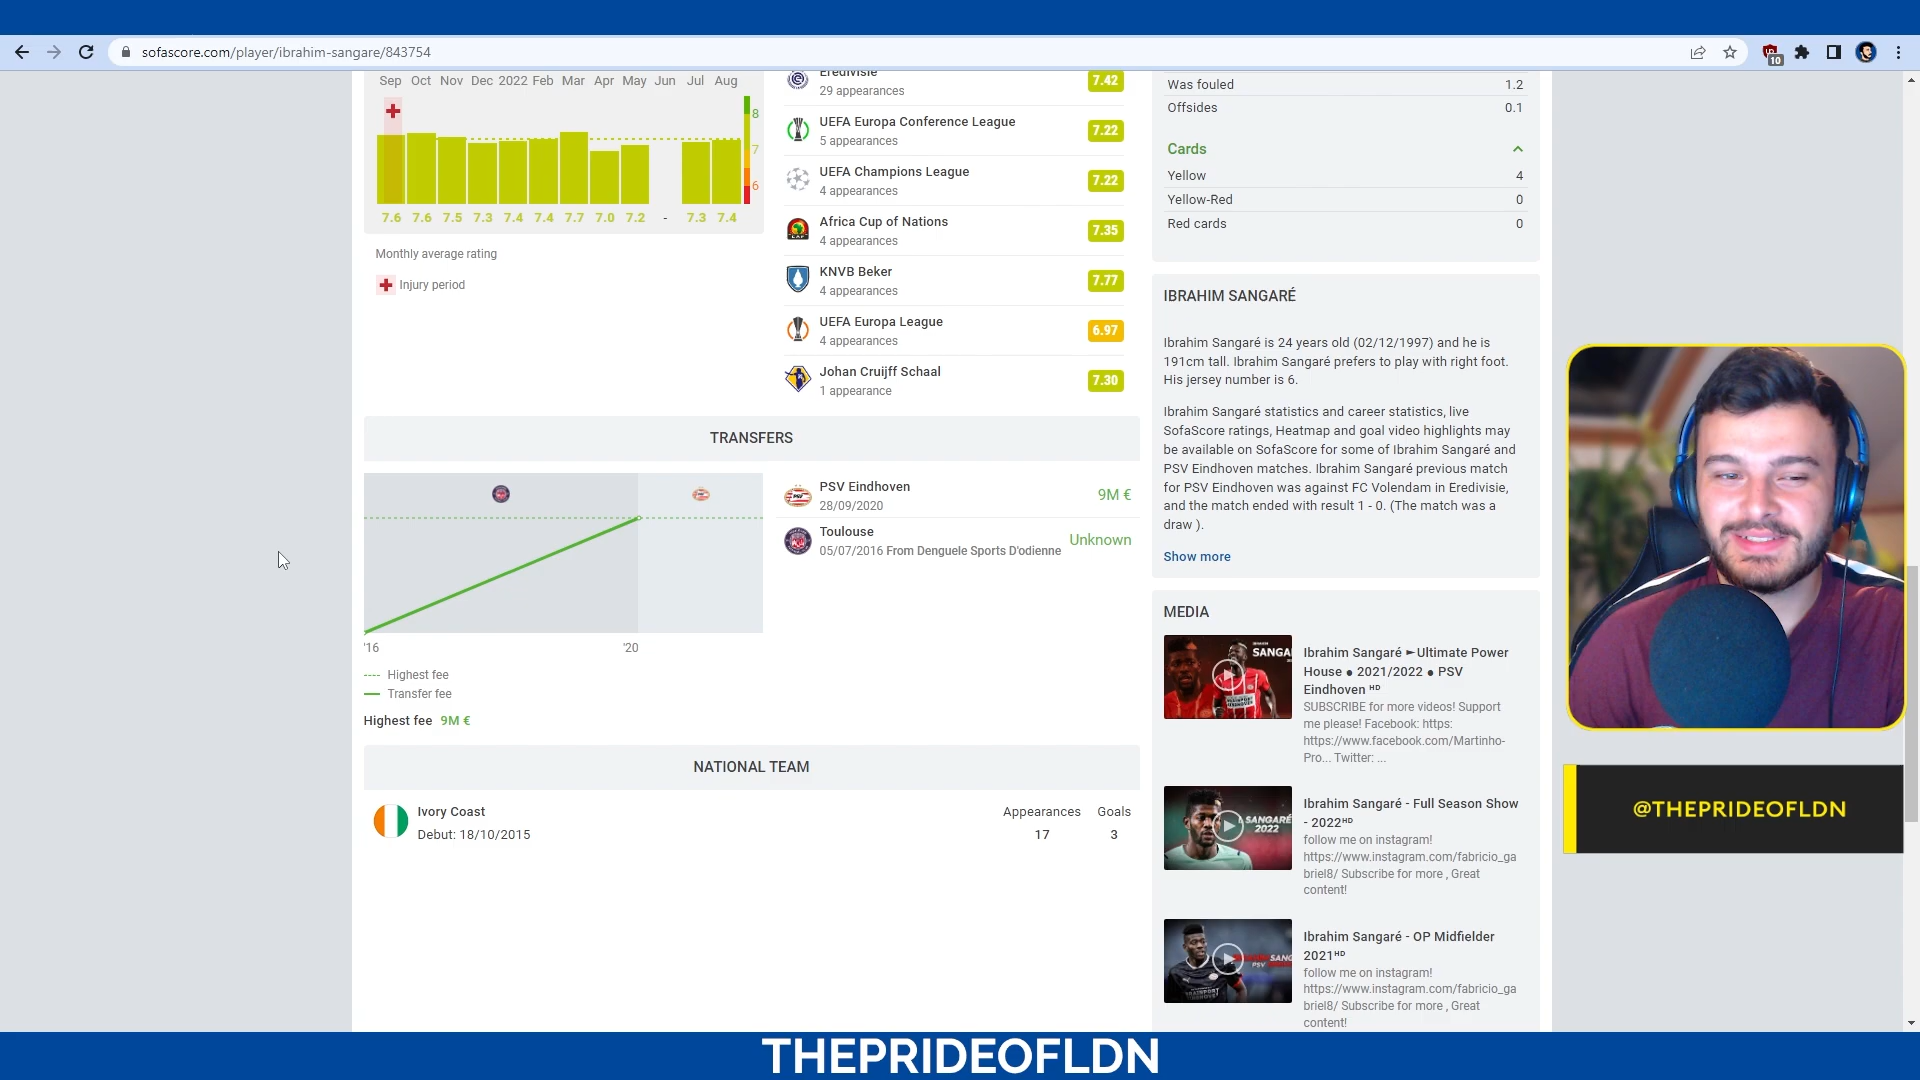 sofascore.com/player/ibrahim-sangare/843754
10
Sep Oct Nov Dec 2022 Feb Mar Apr May Jun Jul Aug
8
7
6
7.6 7.6 7.5 7.3 7.4 7.4 7.7 7.0 7.2 - 7.3 7.4
Monthly average rating
Injury period
Eredivisie
29 appearances
7.42
UEFA Europa Conference League
5 appearances
7.22
UEFA Champions League
4 appearances
7.22
Africa Cup of Nations
4 appearances
7.35
KNVB Beker
4 appearances
7.77
UEFA Europa League
4 appearances
6.97
Johan Cruijff Schaal
1 appearance
7.30
TRANSFERS
'16
'20
Highest fee
Transfer fee
Highest fee 9M €
PSV Eindhoven
28/09/2020
9M €
Toulouse
05/07/2016 From Denguele Sports D'odienne
Unknown
NATIONAL TEAM
Ivory Coast
Debut: 18/10/2015
Appearances
17
Goals
3
Was fouled 1.2
Offsides 0.1
Cards
Yellow 4
Yellow-Red 0
Red cards 0
IBRAHIM SANGARÉ
Ibrahim Sangaré is 24 years old (02/12/1997) and he is
191cm tall. Ibrahim Sangaré prefers to play with right foot.
His jersey number is 6.
Ibrahim Sangaré statistics and career statistics, live
SofaScore ratings, Heatmap and goal video highlights may
be available on SofaScore for some of Ibrahim Sangaré and
PSV Eindhoven matches. Ibrahim Sangaré previous match
for PSV Eindhoven was against FC Volendam in Eredivisie,
and the match ended with result 1 - 0. (The match was a
draw ).
Show more
MEDIA
Ibrahim Sangaré ►Ultimate Power
House ● 2021/2022 ● PSV
Eindhoven ᴴᴰ
SUBSCRIBE for more videos! Support
me please! Facebook: https:
https://www.facebook.com/Martinho-
Pro... Twitter: ...
SANGARÉ
2022
Ibrahim Sangaré - Full Season Show
- 2022ᴴᴰ
follow me on instagram!
https://www.instagram.com/fabricio_ga
briel8/ Subscribe for more , Great
content!
Ibrahim Sangaré - OP Midfielder
2021ᴴᴰ
follow me on instagram!
https://www.instagram.com/fabricio_ga
briel8/ Subscribe for more , Great
content!
@THEPRIDEOFLDN
THEPRIDEOFLDN